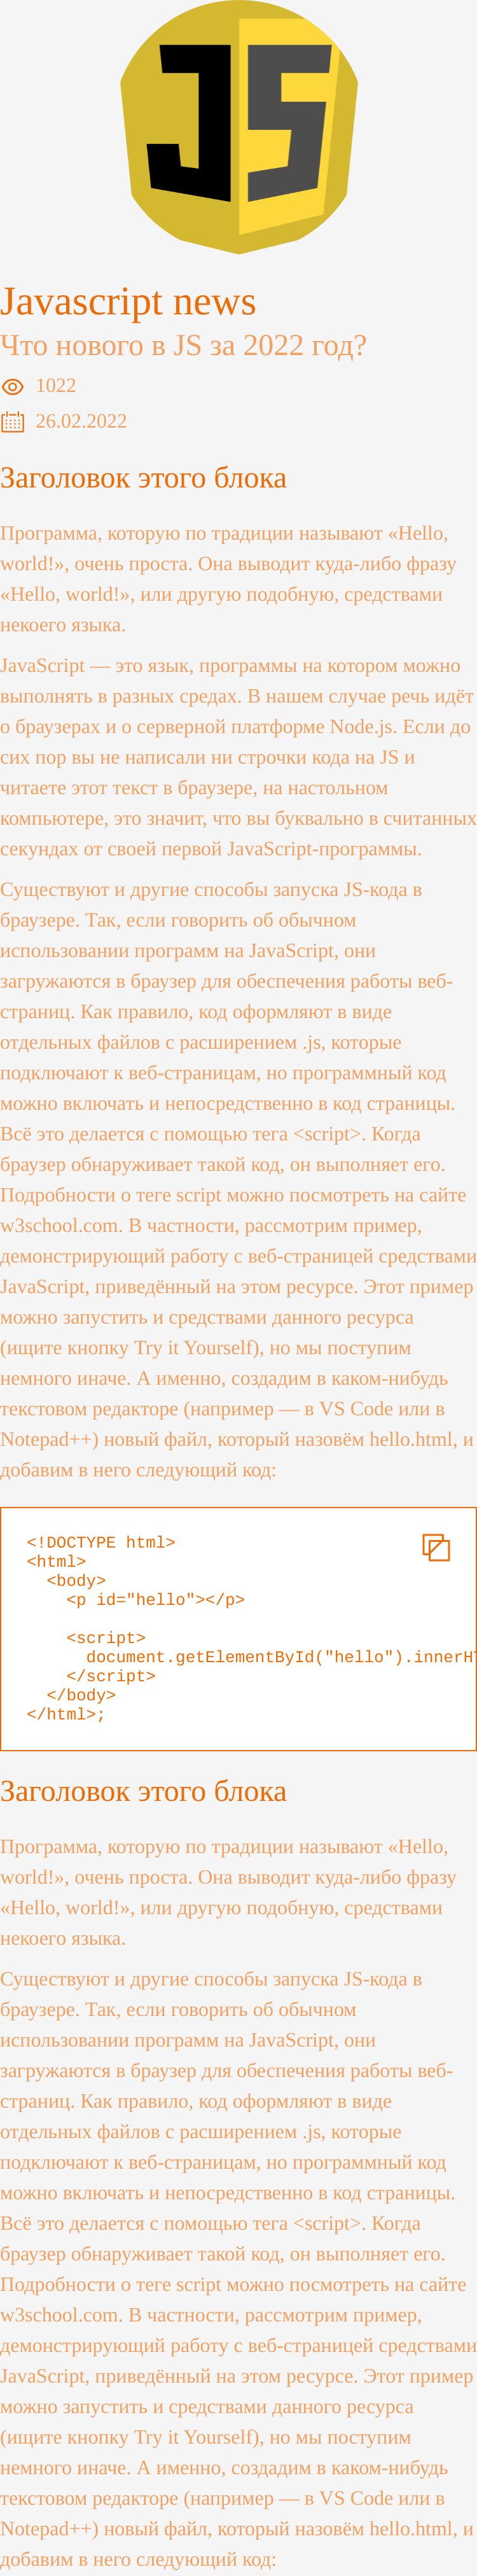 JS
Javascript news
Что нового в JS за 2022 год?
1022
26.02.2022
Заголовок этого блока
Программа, которую по традиции называют «Hello,
world!», очень проста. Она выводит куда-либо фразу
«Hello, world!», или другую подобную, средствами
некоего языка.
JavaScript — это язык, программы на котором можно
выполнять в разных средах. В нашем случае речь идёт
о браузерах и о серверной платформе Node.js. Если до
сих пор вы не написали ни строчки кода на JS и
читаете этот текст в браузере, на настольном
компьютере, это значит, что вы буквально в считанных
секундах от своей первой JavaScript-программы.
Существуют и другие способы запуска JS-кода в
браузере. Так, если говорить об обычном
использовании программ на JavaScript, они
загружаются в браузер для обеспечения работы веб-
страниц. Как правило, код оформляют в виде
отдельных файлов с расширением .js, которые
подключают к веб-страницам, но программный код
можно включать и непосредственно в код страницы.
Всё это делается с помощью тега <script>. Когда
браузер обнаруживает такой код, он выполняет его.
Подробности о теге script можно посмотреть на сайте
w3school.com. В частности, рассмотрим пример,
демонстрирующий работу с веб-страницей средствами
JavaScript, приведённый на этом ресурсе. Этот пример
можно запустить и средствами данного ресурса
(ищите кнопку Try it Yourself), но мы поступим
немного иначе. А именно, создадим в каком-нибудь
текстовом редакторе (например — в VS Code или в
Notepad++) новый файл, который назовём hello.html, и
добавим в него следующий код:
<!DOCTYPE html>
<html>
<body>
<p id="hello"></p>
<script>
document.getElementById("hello").innerH
</script>
</body>
</html>;
Заголовок этого блока
Программа, которую по традиции называют «Hello,
world!», очень проста. Она выводит куда-либо фразу
«Hello, world!», или другую подобную, средствами
некоего языка.
Существуют и другие способы запуска JS-кода в
браузере. Так, если говорить об обычном
использовании программ на JavaScript, они
загружаются в браузер для обеспечения работы веб-
страниц. Как правило, код оформляют в виде
отдельных файлов с расширением .js, которые
подключают к веб-страницам, но программный код
можно включать и непосредственно в код страницы.
Всё это делается с помощью тега <script>. Когда
браузер обнаруживает такой код, он выполняет его.
Подробности о теге script можно посмотреть на сайте
w3school.com. В частности, рассмотрим пример,
демонстрирующий работу с веб-страницей средствами
JavaScript, приведённый на этом ресурсе. Этот пример
можно запустить и средствами данного ресурса
(ищите кнопку Try it Yourself), но мы поступим
немного иначе. А именно, создадим в каком-нибудь
текстовом редакторе (например — в VS Code или в
Notepad++) новый файл, который назовём hello.html, и
добавим в него следующий код: